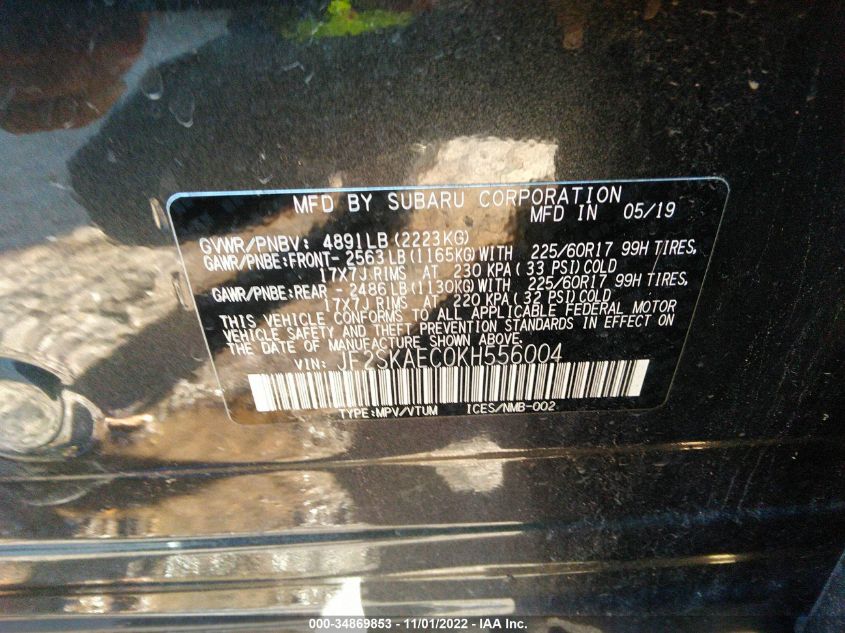 MFD BY SUBARU CORPORATION
MFD IN 05/19
GVWR/PNBV: 4891LB (2223KG)
GAWR/PNBE:FRONT- 2563 LB (1165KG) WITH 225/60R17 99H TIRES,
17X7J RIMS AT 230 KPA ( 33 PSI) COLD
GAWR/PNBE:REAR - 2486 LB (1130KG) WITH 225/60R17 99H TIRES,
17X7J RIMS AT 220 KPA ( 32 PSI) COLD
THIS VEHICLE CONFORMS TO ALL APPLICABLE FEDERAL MOTOR
VEHICLE SAFETY AND THEFT PREVENTION STANDARDS IN EFFECT ON
THE DATE OF MANUFACTURE SHOWN ABOVE.
VIN: JF2SKAEC0KH556004
TYPE:MPV/VTUM ICES/NMB-002
000-34869853 - 11/01/2022 - © IAA, Inc.